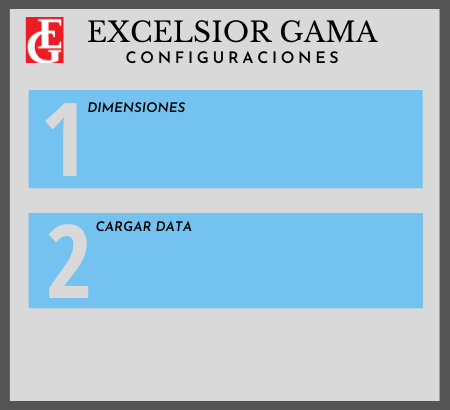 EG
EXCELSIOR GAMA
CONFIGURACIONES
1
DIMENSIONES
2
CARGAR DATA